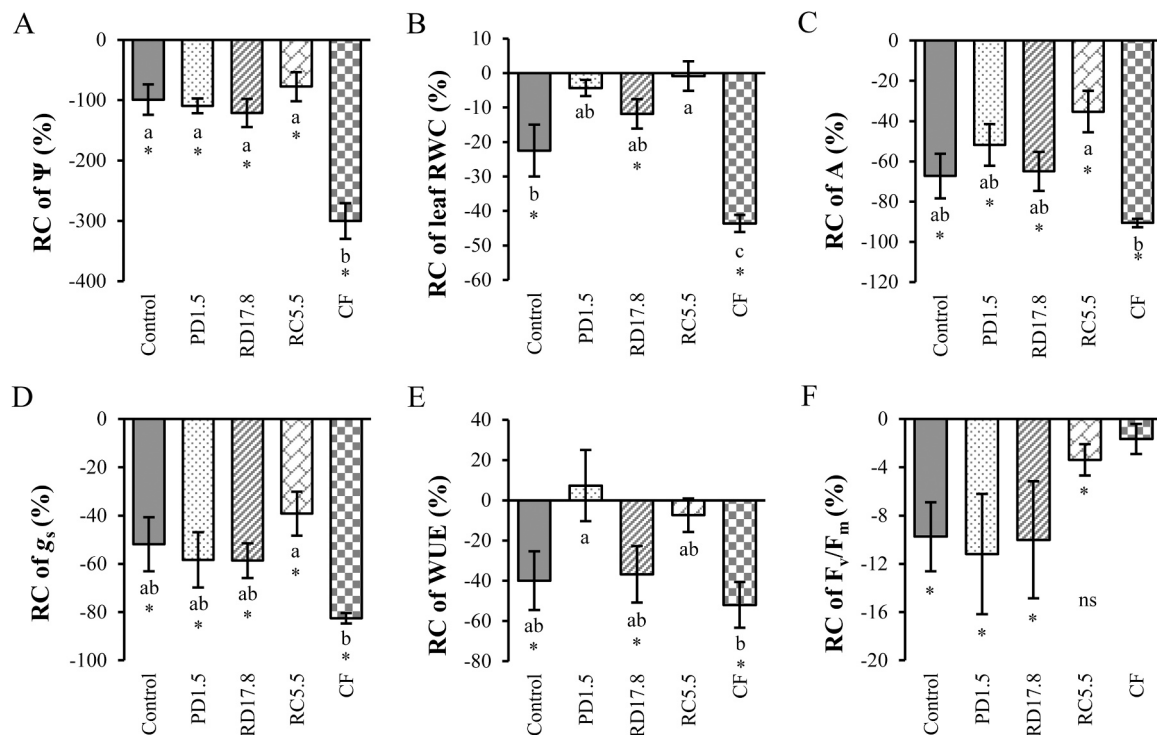 A
RC of Ψ (%)
0
-100
-200
-300
-400
a
*
a
*
a
*
a
*
b
*
Control
PD1.5
RD17.8
RC5.5
CF
B
RC of leaf RWC (%)
10
0
-10
-20
-30
-40
-50
-60
b
*
ab
ab
*
a
c
*
Control
PD1.5
RD17.8
RC5.5
CF
C
RC of A (%)
0
-20
-40
-60
-80
-100
-120
ab
*
ab
*
ab
*
a
*
b
*
Control
PD1.5
RD17.8
RC5.5
CF
D
RC of gs (%)
0
-20
-40
-60
-80
-100
ab
*
ab
*
ab
*
a
*
b
*
Control
PD1.5
RD17.8
RC5.5
CF
E
RC of WUE (%)
40
20
0
-20
-40
-60
-80
ab
*
a
ab
*
ab
b
*
Control
PD1.5
RD17.8
RC5.5
CF
F
RC of Fv/Fm (%)
0
-4
-8
-12
-16
-20
*
*
*
*
ns
Control
PD1.5
RD17.8
RC5.5
CF